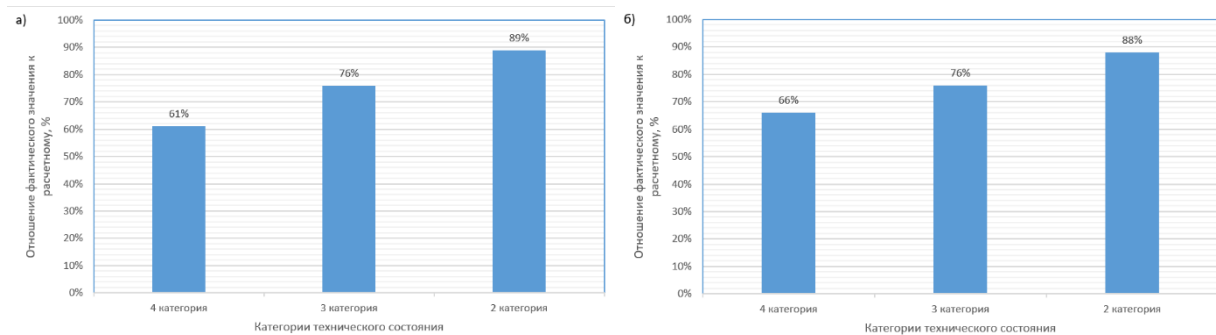 а)
Отношение фактического значения к
расчетному, %
100%
90%
80%
70%
60%
50%
40%
30%
20%
10%
0%
61%
76%
89%
4 категория
3 категория
2 категория
Категории технического состояния
б)
Отношение фактического значения к
расчетному, %
100%
90%
80%
70%
60%
50%
40%
30%
20%
10%
0%
66%
76%
88%
4 категория
3 категория
2 категория
Категории технического состояния